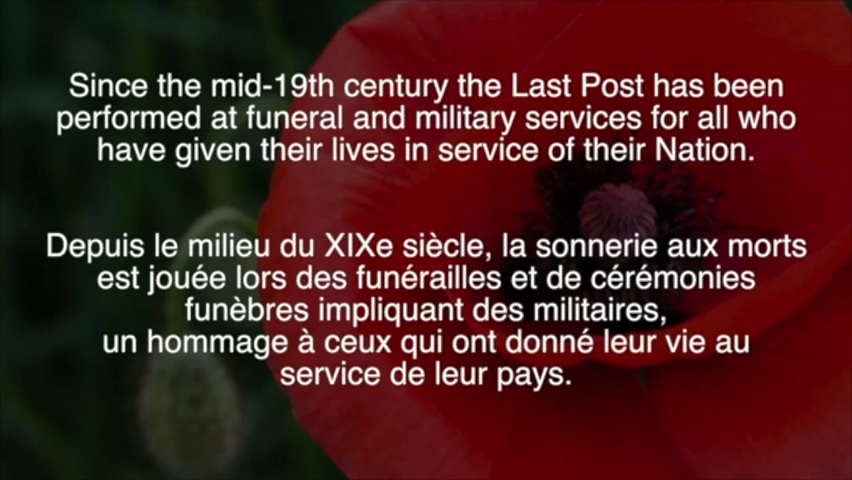 Since the mid-19th century the Last Post has been
performed at funeral and military services for all who
have given their lives in service of their Nation.
Depuis le milieu du XIXe siècle, la sonnerie aux morts
est jouée lors des funérailles et de cérémonies
funèbres impliquant des militaires,
un hommage à ceux qui ont donné leur vie au
service de leur pays.